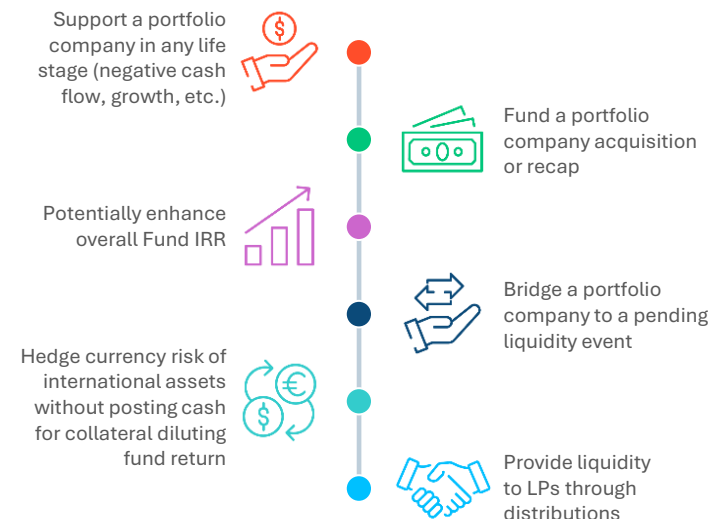 Support a portfolio
company in any life
stage (negative cash
flow, growth, etc.)
$
Fund a portfolio
company acquisition
or recap
Potentially enhance
overall Fund IRR
Bridge a portfolio
company to a pending
liquidity event
Hedge currency risk of
international assets
without posting cash
for collateral diluting
fund return
€
$
Provide liquidity
to LPs through
distributions